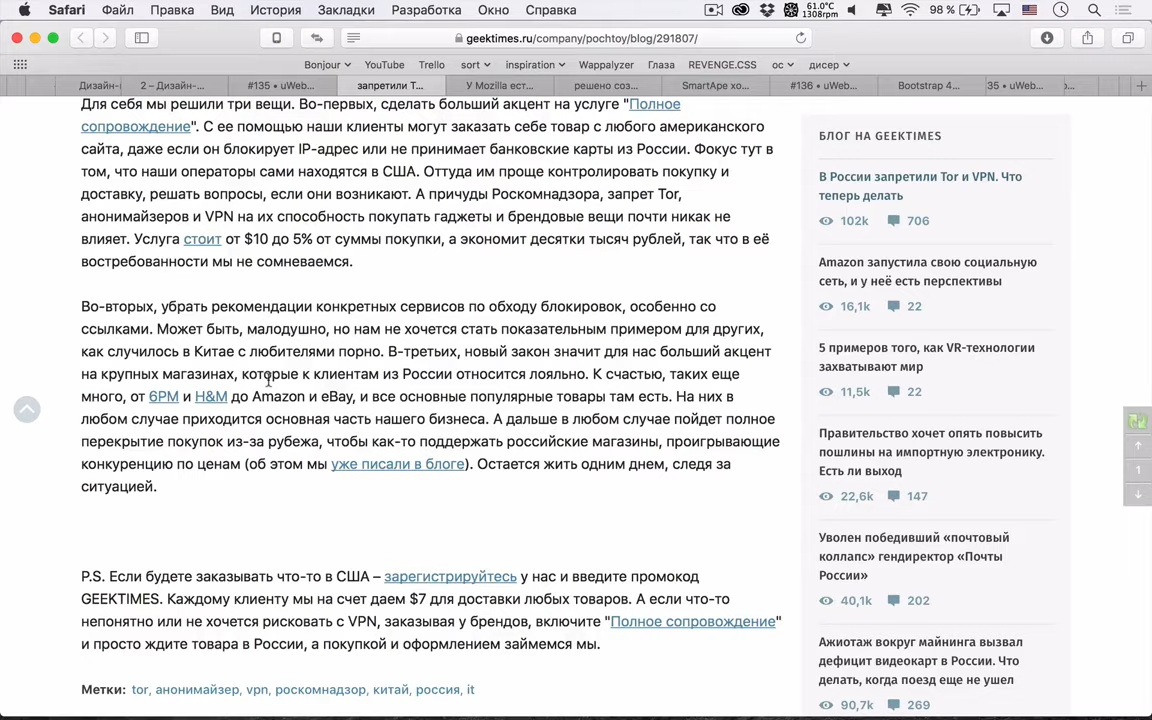 Safari Файл Правка Вид История Закладки Разработка Окно Справка 61.0°C 1308rpm 98 %
geektimes.ru/company/pochtoy/blog/291807/
Bonjour YouTube Trello sort inspiration Wappalyzer Глаза REVENGE.CSS ос дисер
Дизайн-( 2 – Дизайн-... #135 • uWeb... запретили Т... У Mozilla ест... решено соз... SmartApe хо... #136 • uWeb... Bootstrap 4... 35 • uWeb...
Для себя мы решили три вещи. Во-первых, сделать больший акцент на услуге "Полное
сопровождение". С ее помощью наши клиенты могут заказать себе товар с любого американского
сайта, даже если он блокирует IP-адрес или не принимает банковские карты из России. Фокус тут в
том, что наши операторы сами находятся в США. Оттуда им проще контролировать покупку и
доставку, решать вопросы, если они возникают. А причуды Роскомнадзора, запрет Tor,
анонимайзеров и VPN на их способность покупать гаджеты и брендовые вещи почти никак не
влияет. Услуга стоит от $10 до 5% от суммы покупки, а экономит десятки тысяч рублей, так что в её
востребованности мы не сомневаемся.
Во-вторых, убрать рекомендации конкретных сервисов по обходу блокировок, особенно со
ссылками. Может быть, малодушно, но нам не хочется стать показательным примером для других,
как случилось в Китае с любителями порно. В-третьих, новый закон значит для нас больший акцент
на крупных магазинах, которые к клиентам из России относится лояльно. К счастью, таких еще
много, от 6PM и H&M до Amazon и eBay, и все основные популярные товары там есть. На них в
любом случае приходится основная часть нашего бизнеса. А дальше в любом случае пойдет полное
перекрытие покупок из-за рубежа, чтобы как-то поддержать российские магазины, проигрывающие
конкуренцию по ценам (об этом мы уже писали в блоге). Остается жить одним днем, следя за
ситуацией.
P.S. Если будете заказывать что-то в США – зарегистрируйтесь у нас и введите промокод
GEEKTIMES. Каждому клиенту мы на счет даем $7 для доставки любых товаров. А если что-то
непонятно или не хочется рисковать с VPN, заказывая у брендов, включите "Полное сопровождение"
и просто ждите товара в России, а покупкой и оформлением займемся мы.
Метки: tor, анонимайзер, vpn, роскомнадзор, китай, россия, it
БЛОГ НА GEEKTIMES
В России запретили Tor и VPN. Что
теперь делать
102k 706
Amazon запустила свою социальную
сеть, и у неё есть перспективы
16,1k 22
5 примеров того, как VR-технологии
захватывают мир
11,5k 22
Правительство хочет опять повысить
пошлины на импортную электронику.
Есть ли выход
22,6k 147
Уволен победивший «почтовый
коллапс» гендиректор «Почты
России»
40,1k 202
Ажиотаж вокруг майнинга вызвал
дефицит видеокарт в России. Что
делать, когда поезд еще не ушел
90,7k 269
1